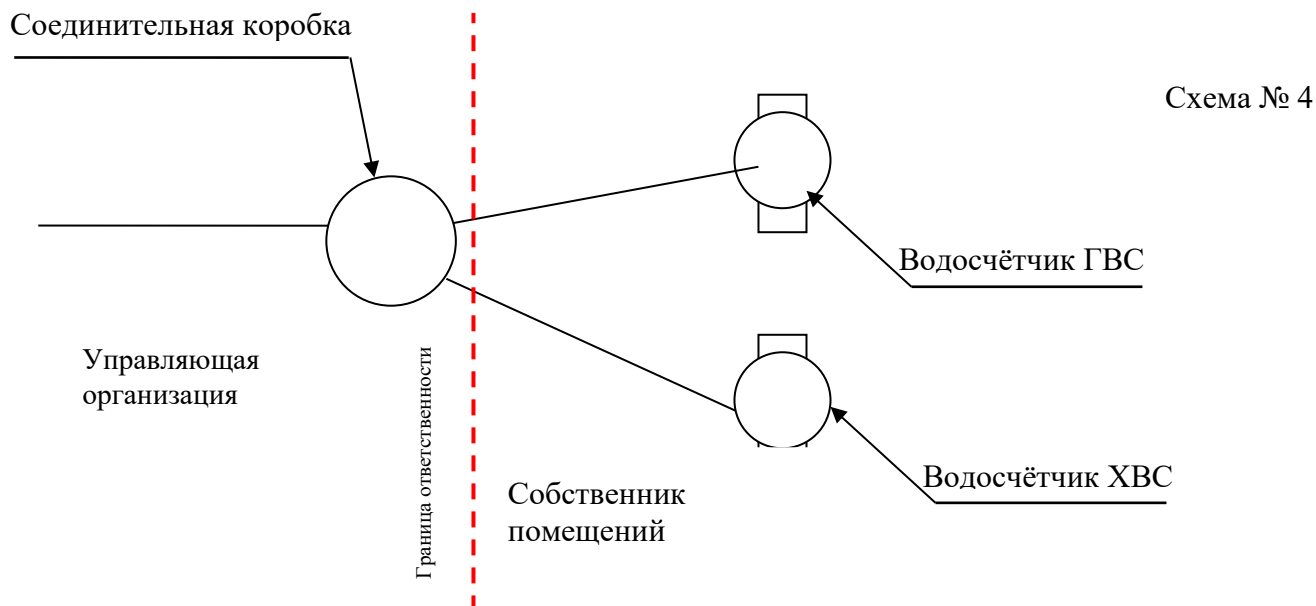 Соединительная коробка
Схема № 4
Водосчётчик ГВС
Управляющая
организация
Граница ответственности
Водосчётчик ХВС
Собственник
помещений